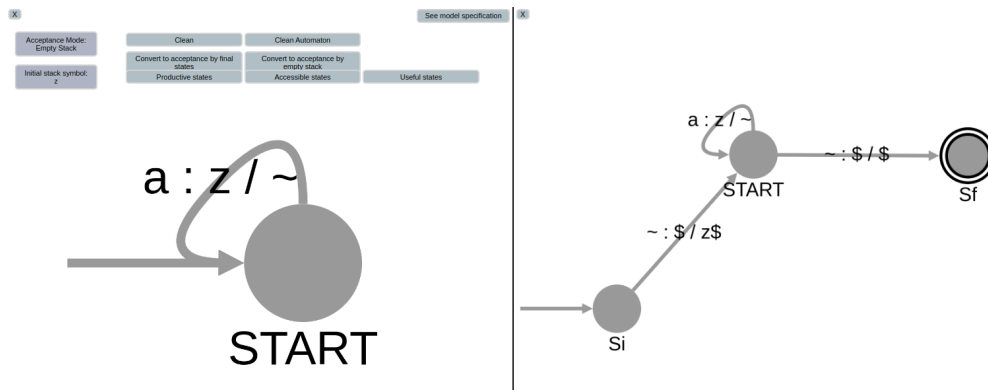 X
See model specification
Acceptance Mode:
Empty Stack
Clean
Clean Automaton
Convert to acceptance by final
states
Convert to acceptance by
empty stack
Initial stack symbol:
z
Productive states
Accessible states
Useful states
a : z / ~
START
X
a : z / ~
START
~ : $ / $
Sf
~ : $ / z$
Si